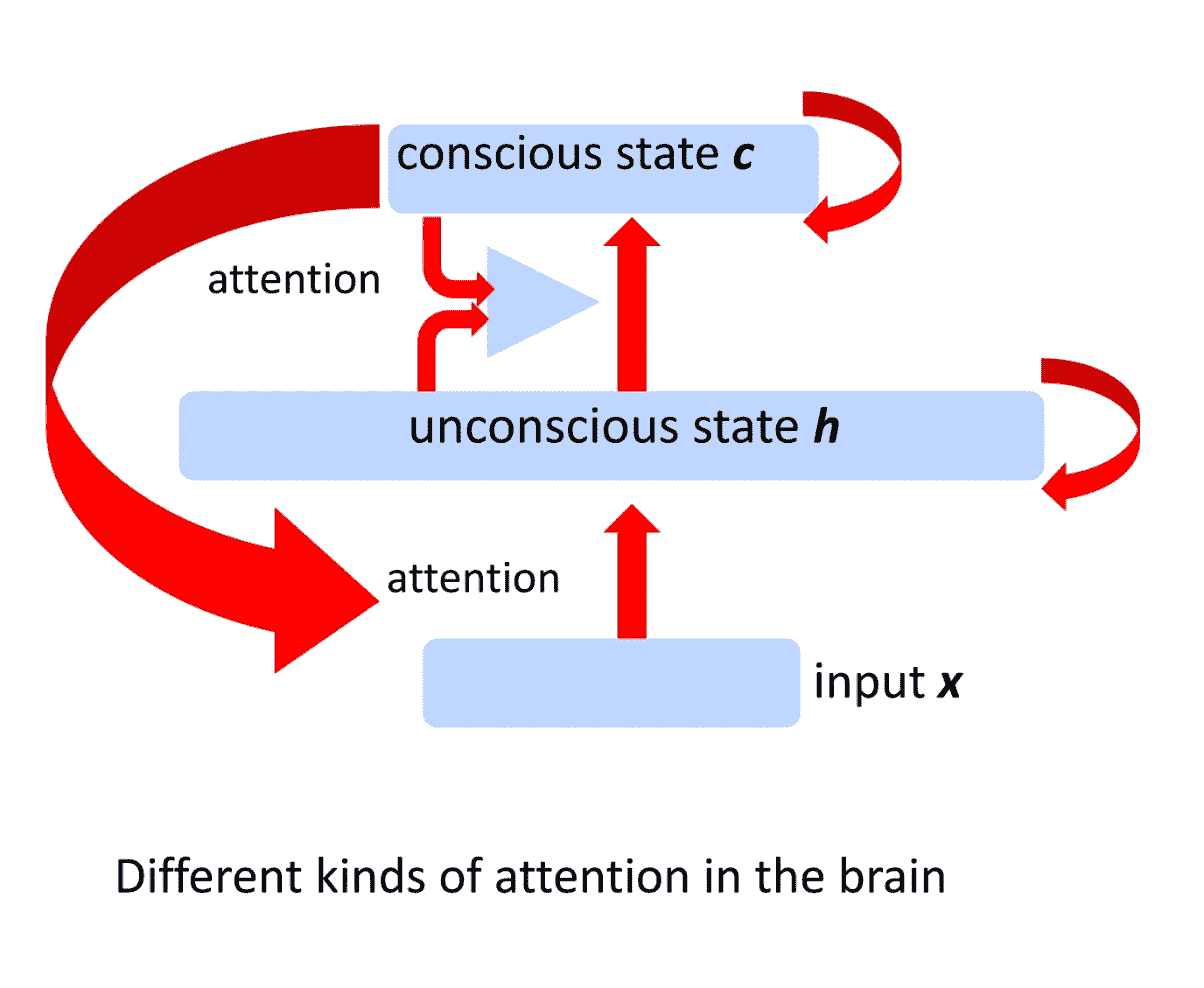 conscious state c
attention
unconscious state h
attention
input x
Different kinds of attention in the brain